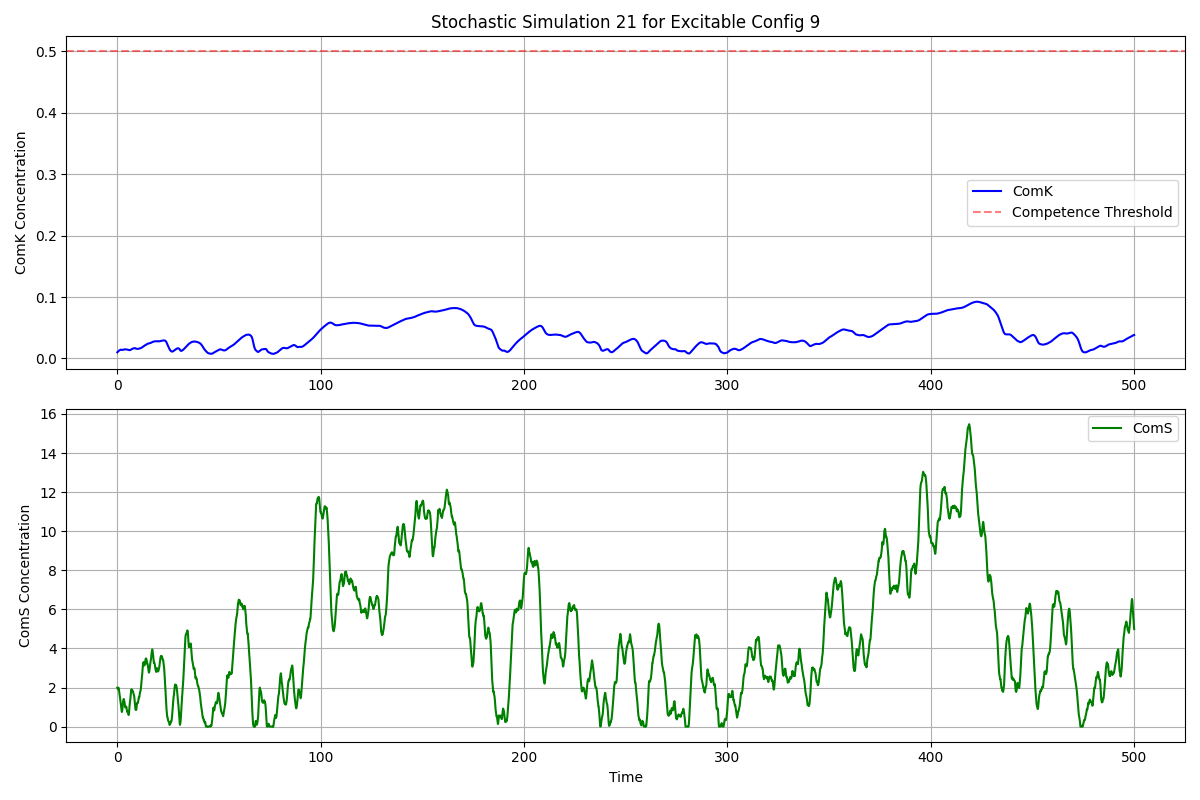 Stochastic Simulation 21 for Excitable Config 9
ComK Concentration
0.5
0.4
0.3
0.2
0.1
0.0
ComK
Competence Threshold
0 100 200 300 400 500
ComS Concentration
16
14
12
10
8
6
4
2
0
ComS
0 100 200 300 400 500
Time